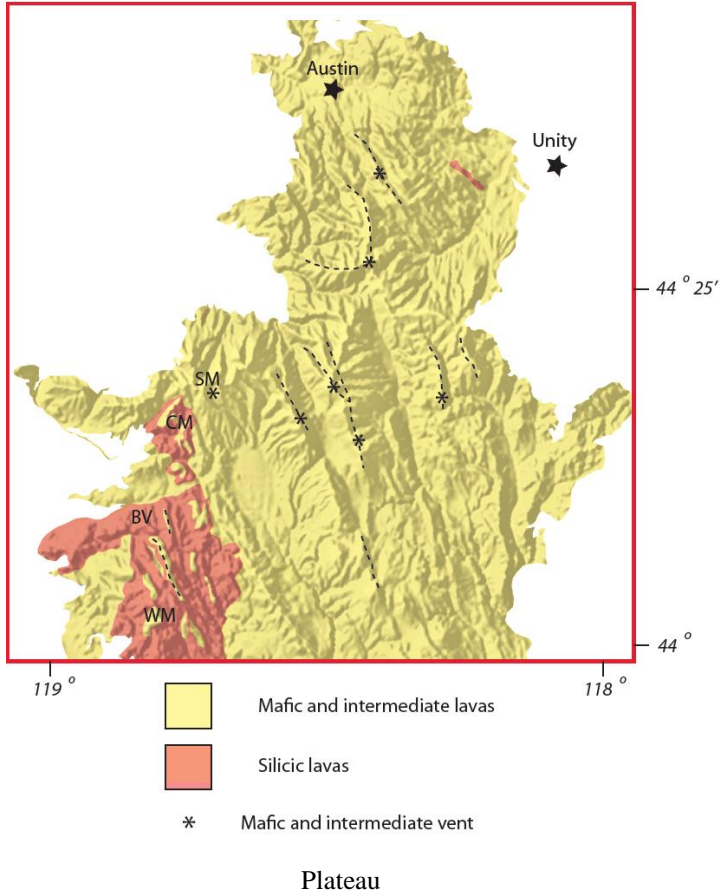 Austin
Unity
44 ° 25'
SM
CM
BV
WM
44 °
119 °
118 °
Mafic and intermediate lavas
Silicic lavas
* Mafic and intermediate vent
Plateau